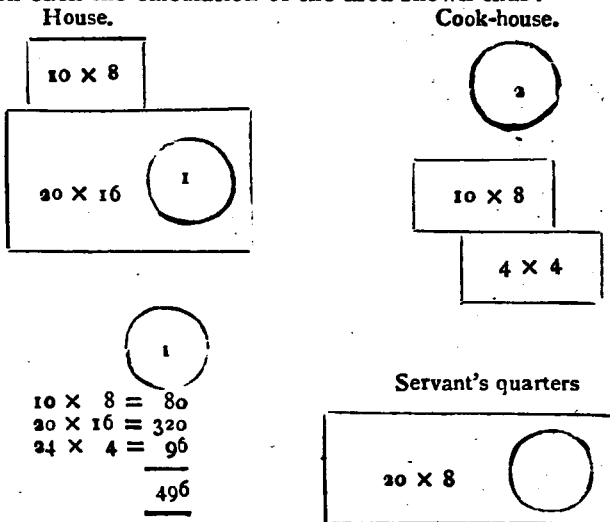 House.
10 × 8
20 × 16
1
1
10 × 8 = 80
20 × 16 = 320
24 × 4 = 96
496
Cook-house.
2
10 × 8
4 × 4
Servant's quarters
20 × 8